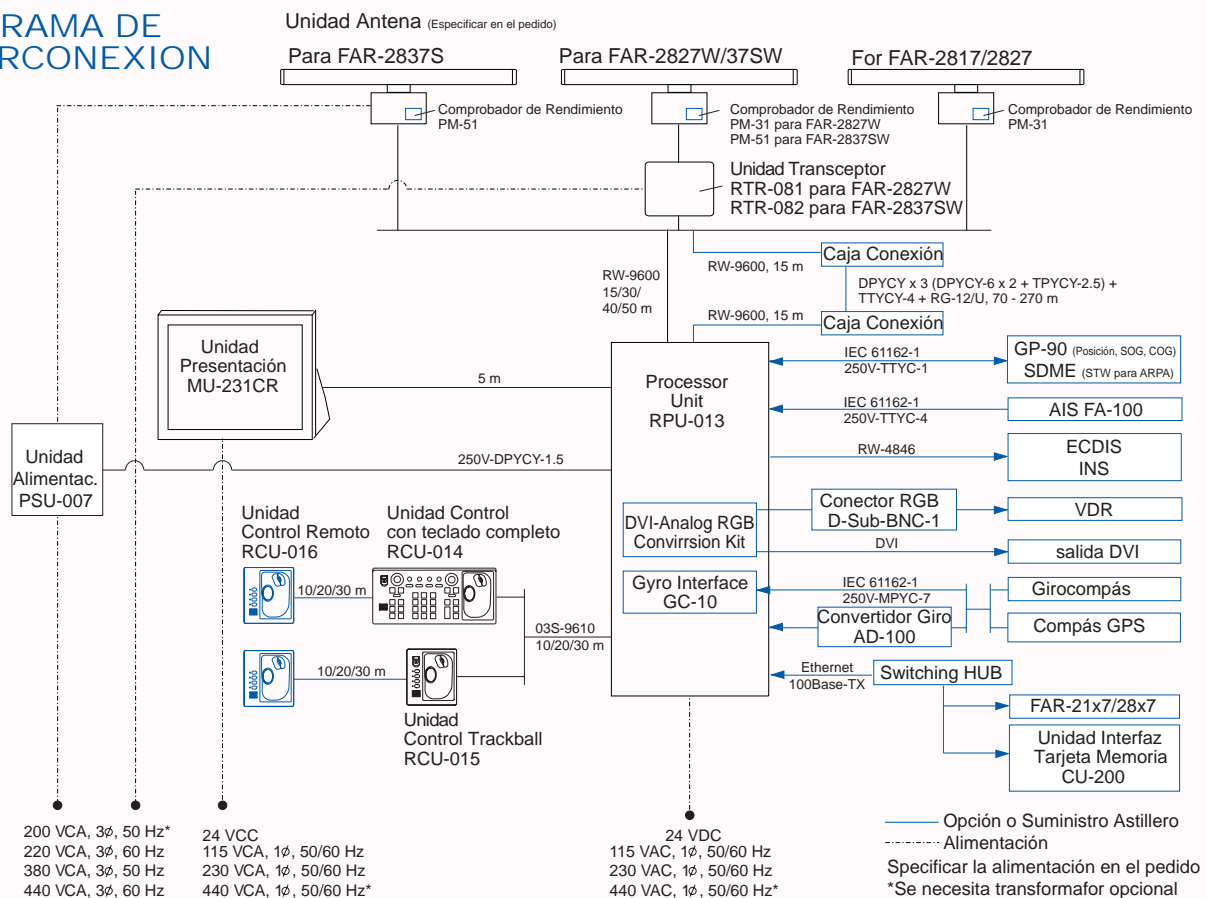 RAMA DE
RCONEXION
Unidad Antena (Especificar en el pedido)
Para FAR-2837S
Para FAR-2827W/37SW
For FAR-2817/2827
Comprobador de Rendimiento
PM-51
Comprobador de Rendimiento
PM-31 para FAR-2827W
PM-51 para FAR-2837SW
Comprobador de Rendimiento
PM-31
Unidad Transceptor
RTR-081 para FAR-2827W
RTR-082 para FAR-2837SW
RW-9600
15/30/
40/50 m
RW-9600, 15 m
Caja Conexión
DPYCY x 3 (DPYCY-6 x 2 + TPYCY-2.5) +
TTYCY-4 + RG-12/U, 70 - 270 m
RW-9600, 15 m
Caja Conexión
Unidad
Presentación
MU-231CR
5 m
Processor
Unit
RPU-013
IEC 61162-1
250V-TTYC-1
GP-90 (Posición, SOG, COG)
SDME (STW para ARPA)
IEC 61162-1
250V-TTYC-4
AIS FA-100
RW-4846
ECDIS
INS
Unidad
Alimentac.
PSU-007
250V-DPYCY-1.5
Unidad
Control Remoto
RCU-016
Unidad Control
con teclado completo
RCU-014
10/20/30 m
10/20/30 m
03S-9610
10/20/30 m
Unidad
Control Trackball
RCU-015
DVI-Analog RGB
Convirrsion Kit
Conector RGB
D-Sub-BNC-1
VDR
DVI
salida DVI
Gyro Interface
GC-10
IEC 61162-1
250V-MPYC-7
Convertidor Giro
AD-100
Girocompás
Compás GPS
Ethernet
100Base-TX
Switching HUB
FAR-21x7/28x7
Unidad Interfaz
Tarjeta Memoria
CU-200
200 VCA, 3ø, 50 Hz*
220 VCA, 3ø, 60 Hz
380 VCA, 3ø, 50 Hz
440 VCA, 3ø, 60 Hz
24 VCC
115 VCA, 1ø, 50/60 Hz
230 VCA, 1ø, 50/60 Hz
440 VCA, 1ø, 50/60 Hz*
24 VDC
115 VAC, 1ø, 50/60 Hz
230 VAC, 1ø, 50/60 Hz
440 VAC, 1ø, 50/60 Hz*
Opción o Suministro Astillero
Alimentación
Especificar la alimentación en el pedido
*Se necesita transformafor opcional